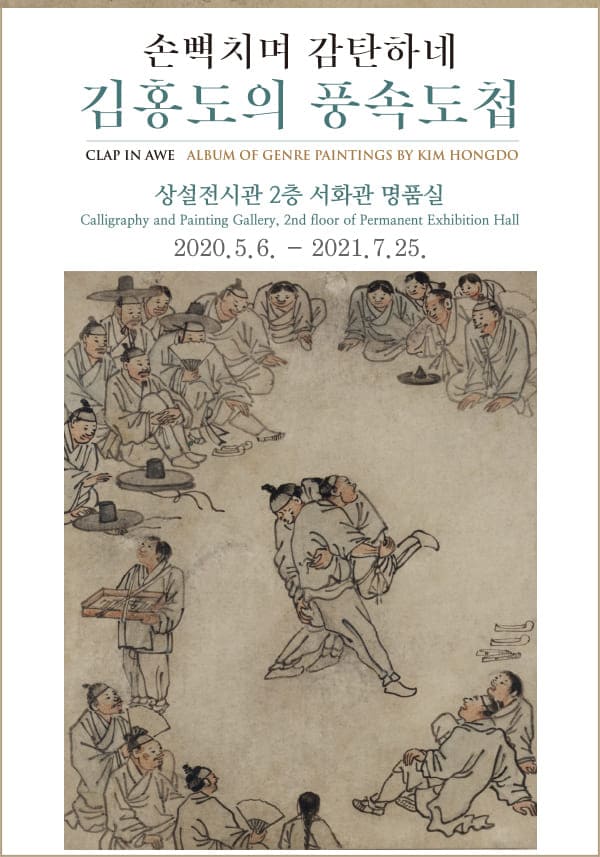 손뼉치며 감탄하네
김홍도의 풍속도첩
CLAP IN AWE ALBUM OF GENRE PAINTINGS BY KIM HONGDO
상설전시관 2층 서화관 명품실
Calligraphy and Painting Gallery, 2nd floor of Permanent Exhibition Hall
2020.5.6. – 2021.7.25.